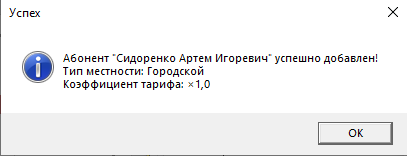 Успех
Абонент "Сидоренко Артем Игоревич" успешно добавлен!
Тип местности: Городской
Коэффициент тарифа: ×1,0
OK